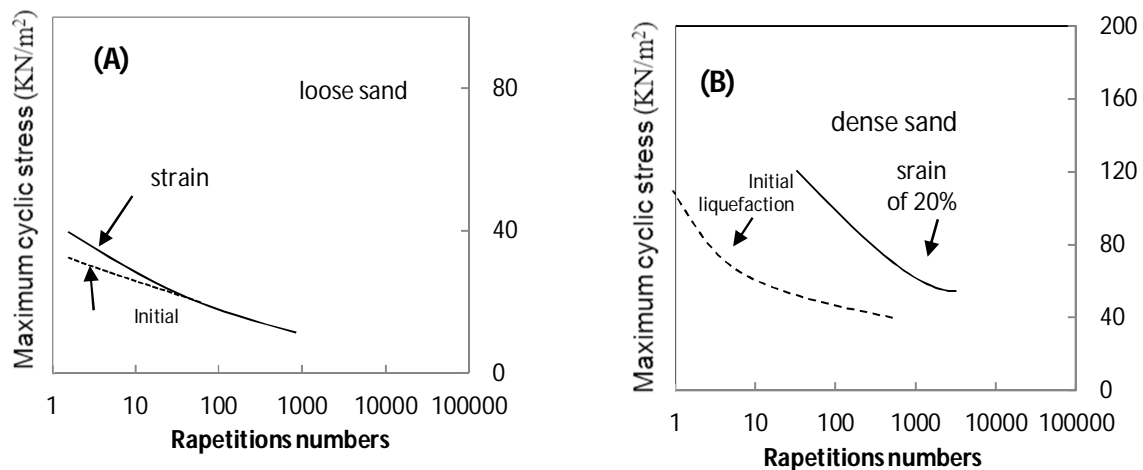 Maximum cyclic stress (KN/m²)
(A)
loose sand
80
strain
40
Initial
0
1 10 100 1000 10000 100000
Rapetitions numbers
Maximum cyclic stress (KN/m²)
(B)
200
160
dense sand
120
Initial
liquefaction
srain
of 20%
80
40
0
1 10 100 1000 10000 100000
Rapetitions numbers